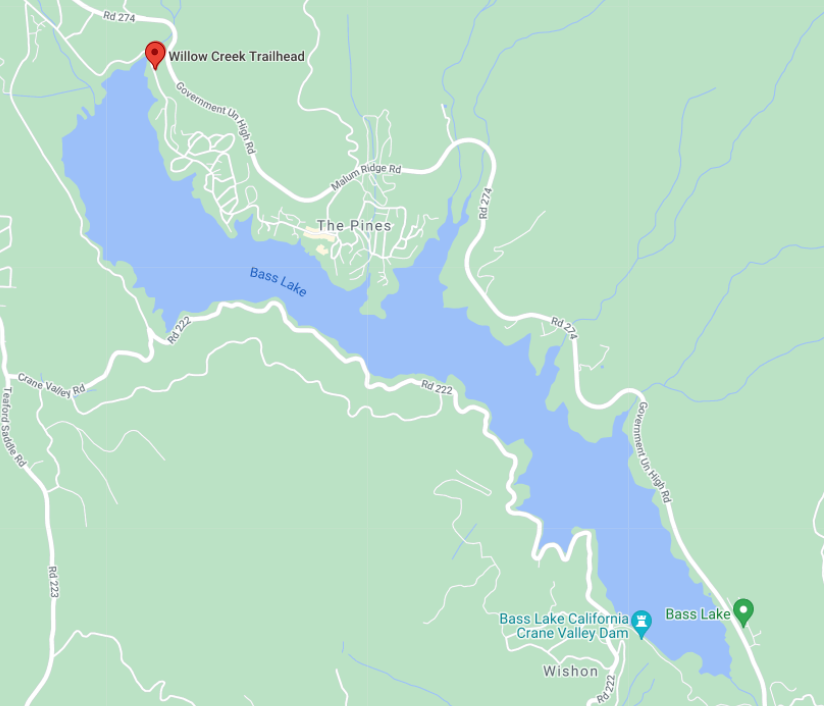 Rd 274
Willow Creek Trailhead
Government Un High Rd
Malum Ridge Rd
Rd 274
The Pines
Bass Lake
Rd 222
Rd 274
Crane Valley Rd
Rd 222
Teaford Saddle Rd
Government Un High Rd
Rd 223
Bass Lake California
Crane Valley Dam
Bass Lake
Wishon
Rd 222